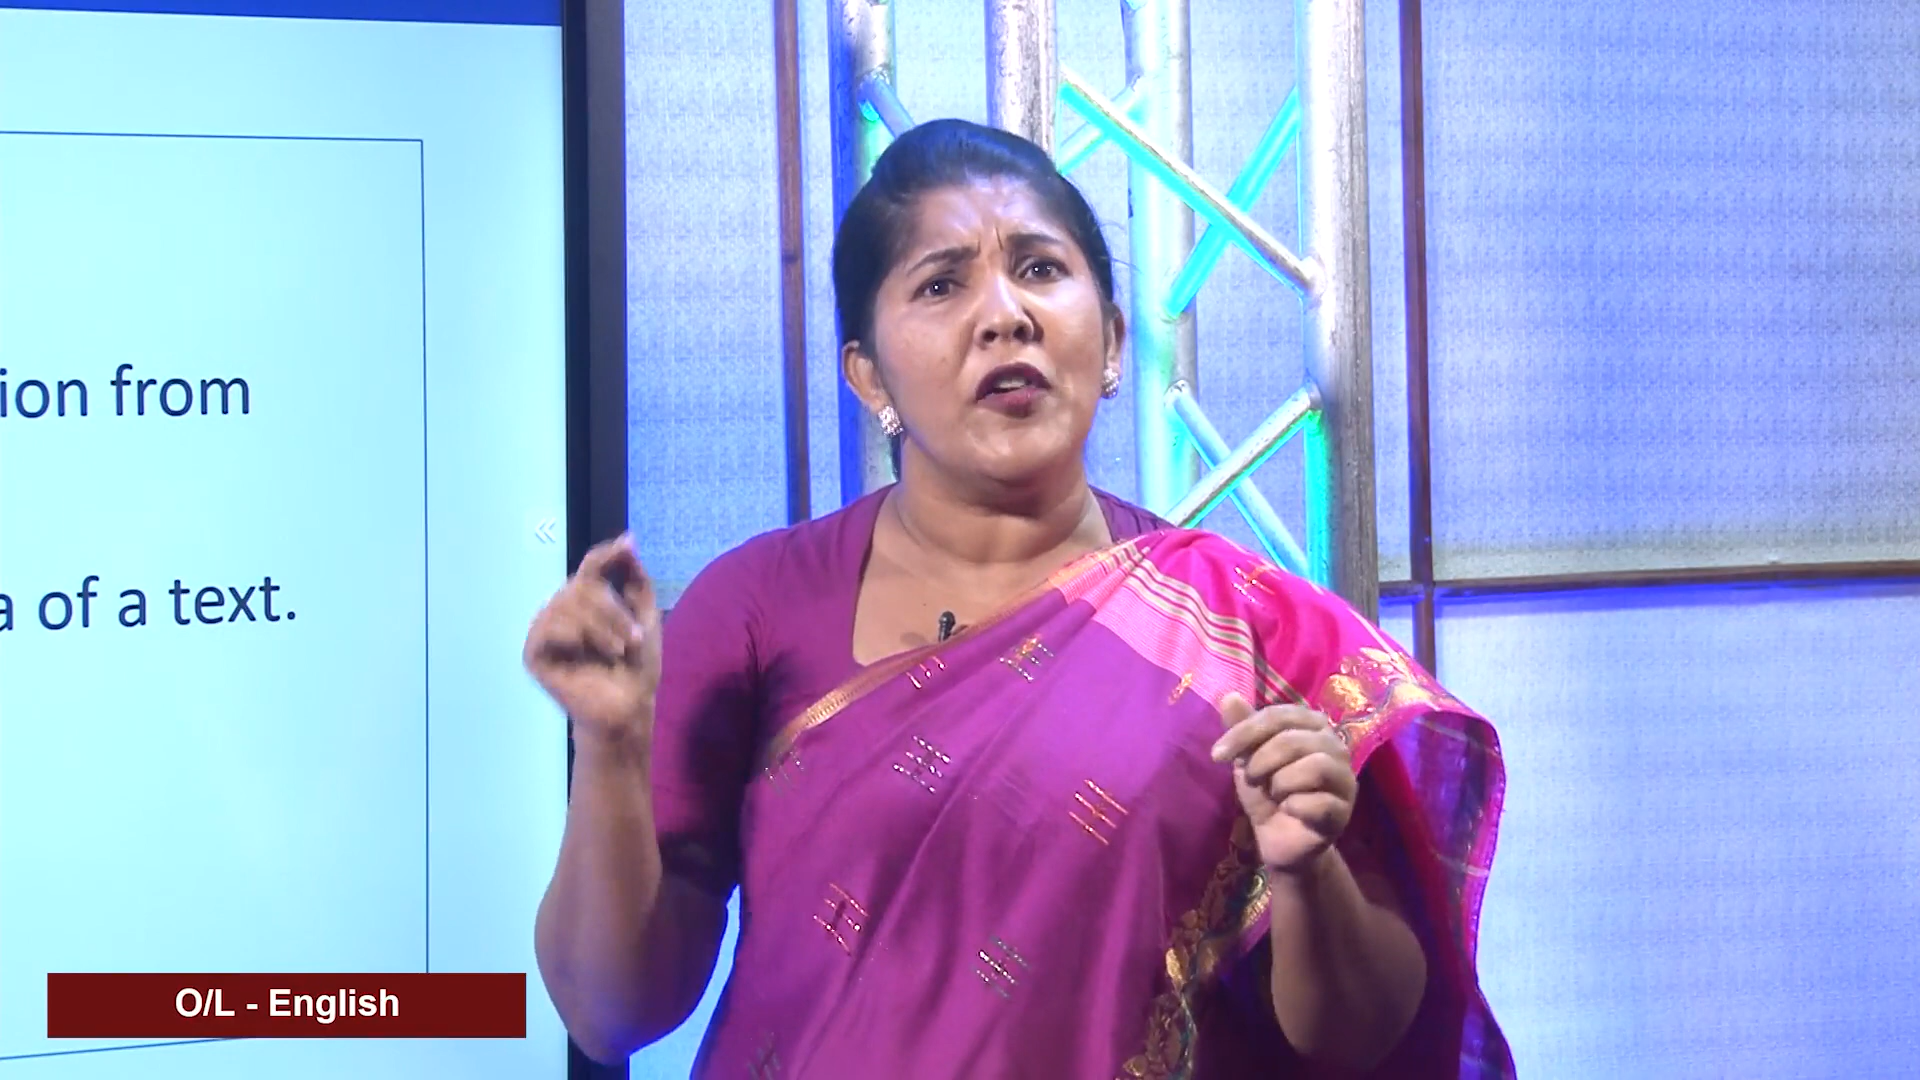 ion from
a of a text.
O/L - English